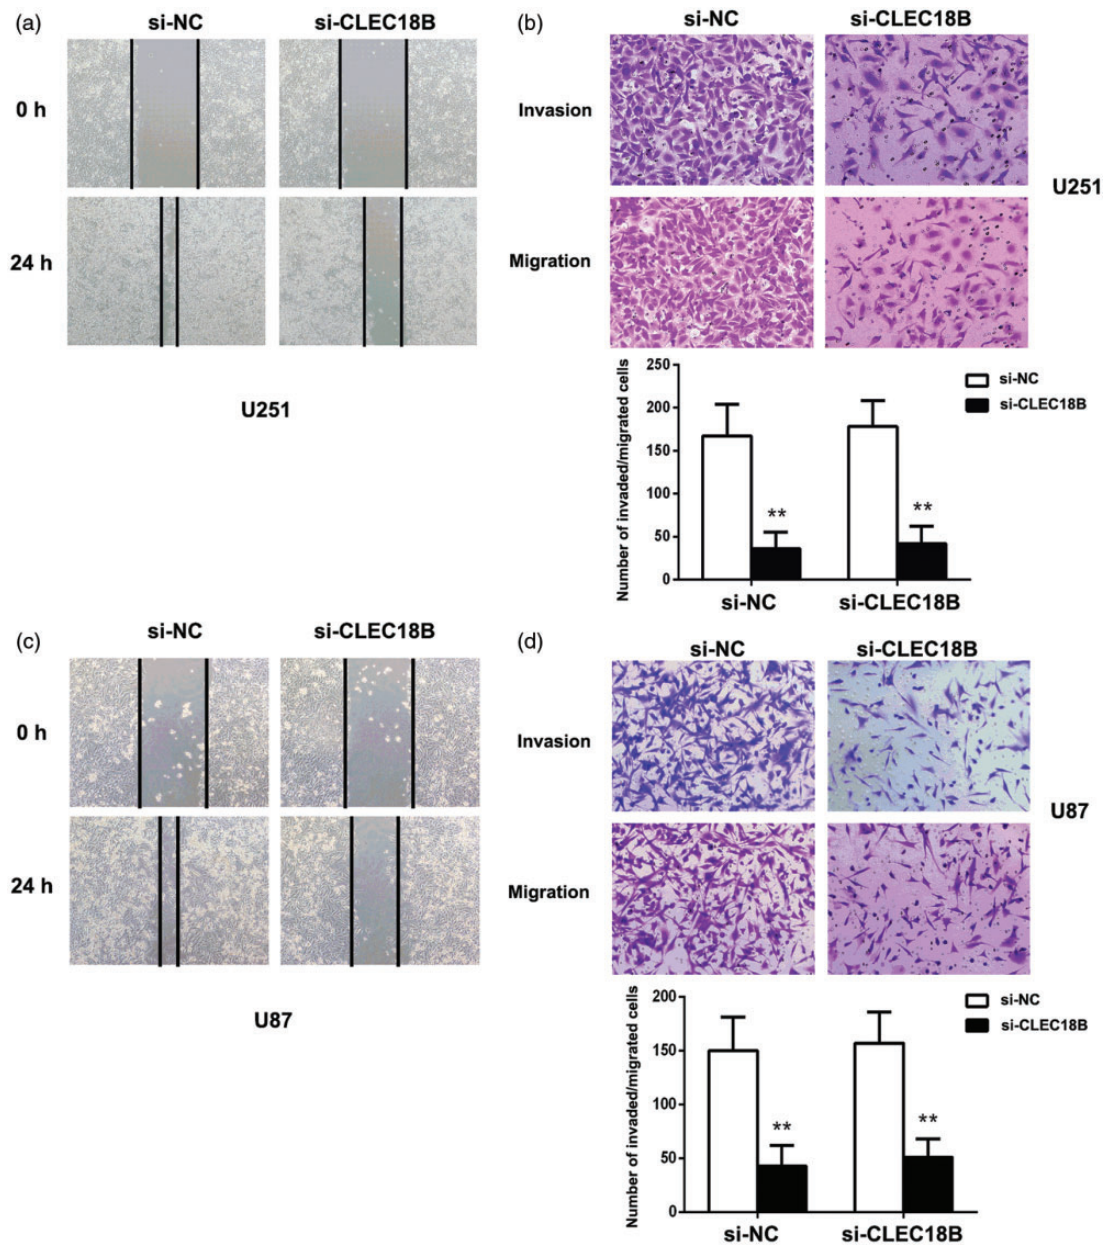 (a)
si-NC si-CLEC18B
0 h
24 h
U251
(b)
si-NC si-CLEC18B
Invasion
Migration
U251
Number of invaded/migrated cells
250
200
150
100
50
0
** **
si-NC
si-CLEC18B
si-NC si-CLEC18B
(c)
si-NC si-CLEC18B
0 h
24 h
U87
(d)
si-NC si-CLEC18B
Invasion
Migration
U87
Number of invaded/migrated cells
200
150
100
50
0
** **
si-NC
si-CLEC18B
si-NC si-CLEC18B